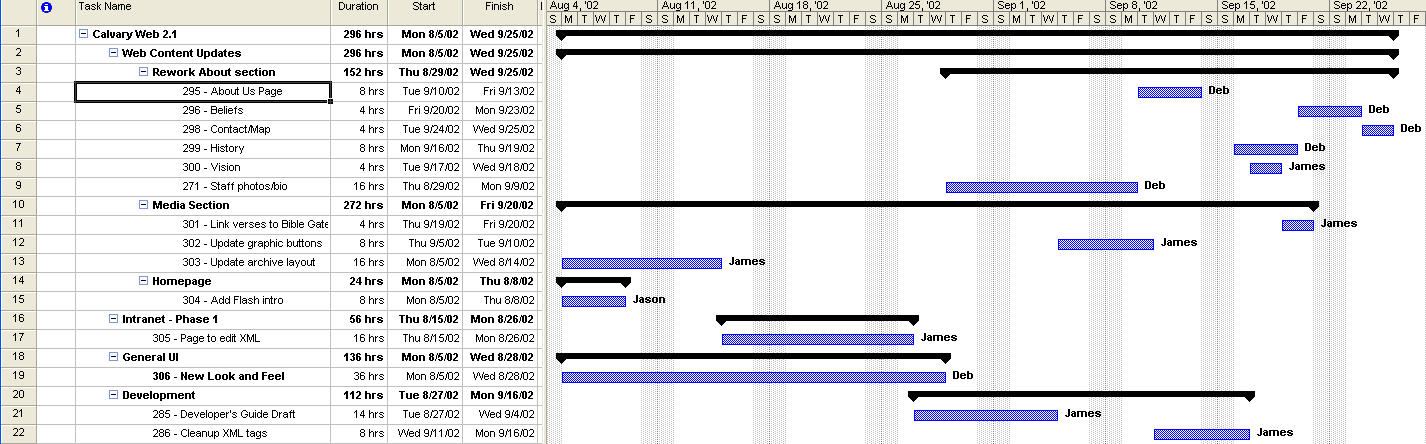 Task Name Duration Start Finish Aug 4, '02 Aug 11, '02 Aug 18, '02 Aug 25, '02 Sep 1, '02 Sep 8, '02 Sep 15, '02 Sep 22, '02
S M T W T F S S M T W T F S S M T W T F S S M T W T F S S M T W T F S S M T W T F S S M T W T F S S M T W T F
1 Calvary Web 2.1 296 hrs Mon 8/5/02 Wed 9/25/02
2 Web Content Updates 296 hrs Mon 8/5/02 Wed 9/25/02
3 Rework About section 152 hrs Thu 8/29/02 Wed 9/25/02
4 295 - About Us Page 8 hrs Tue 9/10/02 Fri 9/13/02 Deb
5 296 - Beliefs 4 hrs Fri 9/20/02 Mon 9/23/02 Deb
6 298 - Contact/Map 4 hrs Tue 9/24/02 Wed 9/25/02 Deb
7 299 - History 8 hrs Mon 9/16/02 Thu 9/19/02 Deb
8 300 - Vision 4 hrs Tue 9/17/02 Wed 9/18/02 James
9 271 - Staff photos/bio 16 hrs Thu 8/29/02 Mon 9/9/02 Deb
10 Media Section 272 hrs Mon 8/5/02 Fri 9/20/02
11 301 - Link verses to Bible Gate 4 hrs Thu 9/19/02 Fri 9/20/02 James
12 302 - Update graphic buttons 8 hrs Thu 9/5/02 Tue 9/10/02 James
13 303 - Update archive layout 16 hrs Mon 8/5/02 Wed 8/14/02 James
14 Homepage 24 hrs Mon 8/5/02 Thu 8/8/02
15 304 - Add Flash intro 8 hrs Mon 8/5/02 Thu 8/8/02 Jason
16 Intranet - Phase 1 56 hrs Thu 8/15/02 Mon 8/26/02
17 305 - Page to edit XML 16 hrs Thu 8/15/02 Mon 8/26/02 James
18 General UI 136 hrs Mon 8/5/02 Wed 8/28/02
19 306 - New Look and Feel 36 hrs Mon 8/5/02 Wed 8/28/02 Deb
20 Development 112 hrs Tue 8/27/02 Mon 9/16/02
21 285 - Developer's Guide Draft 14 hrs Tue 8/27/02 Wed 9/4/02 James
22 286 - Cleanup XML tags 8 hrs Wed 9/11/02 Mon 9/16/02 James